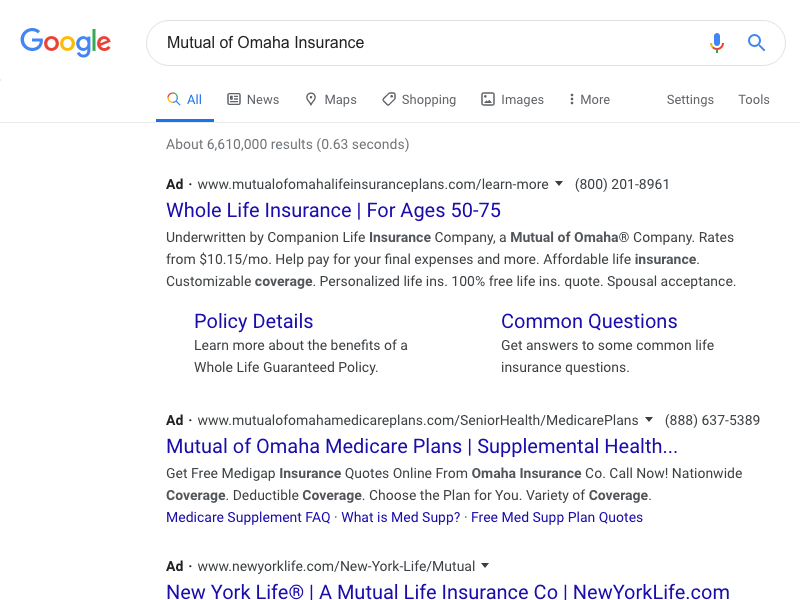 Google
Mutual of Omaha Insurance
All News Maps Shopping Images More Settings Tools
About 6,610,000 results (0.63 seconds)
Ad · www.mutualofomahalifeinsuranceplans.com/learn-more (800) 201-8961
Whole Life Insurance | For Ages 50-75
Underwritten by Companion Life Insurance Company, a Mutual of Omaha® Company. Rates
from $10.15/mo. Help pay for your final expenses and more. Affordable life insurance.
Customizable coverage. Personalized life ins. 100% free life ins. quote. Spousal acceptance.
Policy Details
Learn more about the benefits of a
Whole Life Guaranteed Policy.
Common Questions
Get answers to some common life
insurance questions.
Ad · www.mutualofomahamedicareplans.com/SeniorHealth/MedicarePlans (888) 637-5389
Mutual of Omaha Medicare Plans | Supplemental Health...
Get Free Medigap Insurance Quotes Online From Omaha Insurance Co. Call Now! Nationwide
Coverage. Deductible Coverage. Choose the Plan for You. Variety of Coverage.
Medicare Supplement FAQ · What is Med Supp? · Free Med Supp Plan Quotes
Ad · www.newyorklife.com/New-York-Life/Mutual
New York Life® | A Mutual Life Insurance Co | NewYorkLife.com